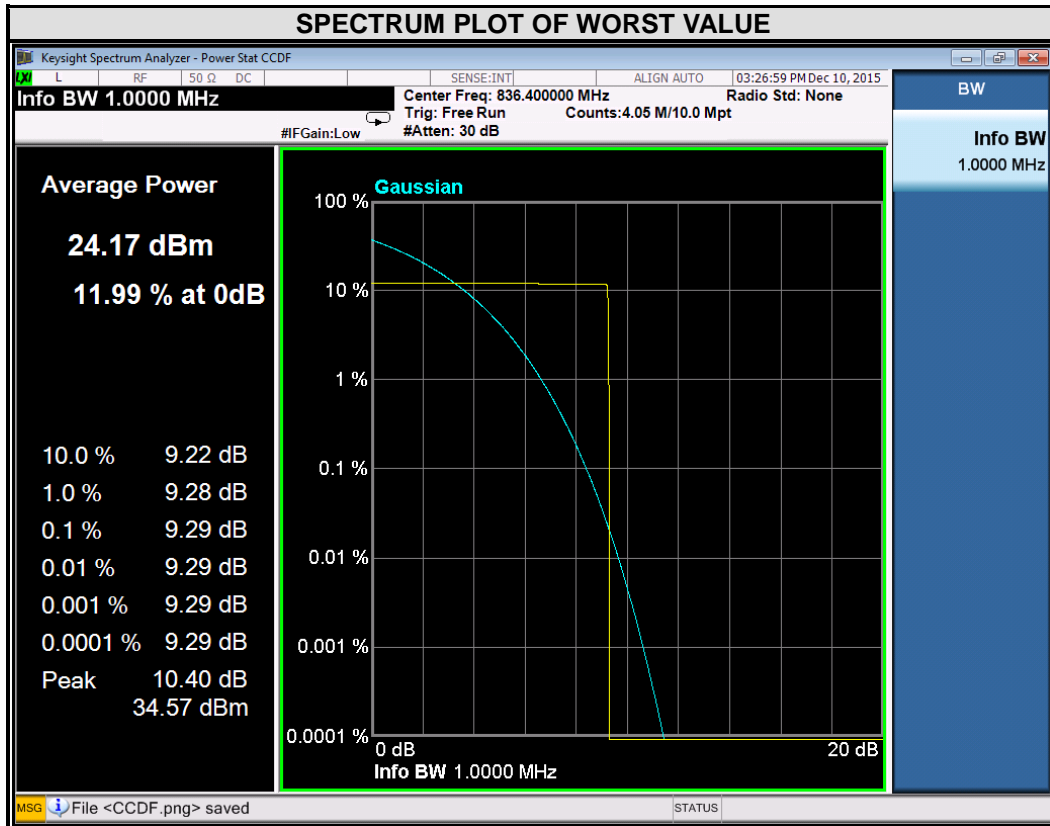 SPECTRUM PLOT OF WORST VALUE
Keysight Spectrum Analyzer - Power Stat CCDF
LXI L RF 50 Ω DC SENSE:INT ALIGN AUTO 03:26:59 PM Dec 10, 2015
Info BW 1.0000 MHz
Center Freq: 836.400000 MHz Radio Std: None
Trig: Free Run Counts:4.05 M/10.0 Mpt
#IFGain:Low #Atten: 30 dB
BW
Info BW
1.0000 MHz
Average Power
24.17 dBm
11.99 % at 0dB
10.0 % 9.22 dB
1.0 % 9.28 dB
0.1 % 9.29 dB
0.01 % 9.29 dB
0.001 % 9.29 dB
0.0001 % 9.29 dB
Peak 10.40 dB
34.57 dBm
Gaussian
100 %
10 %
1 %
0.1 %
0.01 %
0.001 %
0.0001 %
0 dB 20 dB
Info BW 1.0000 MHz
MSG File <CCDF.png> saved STATUS